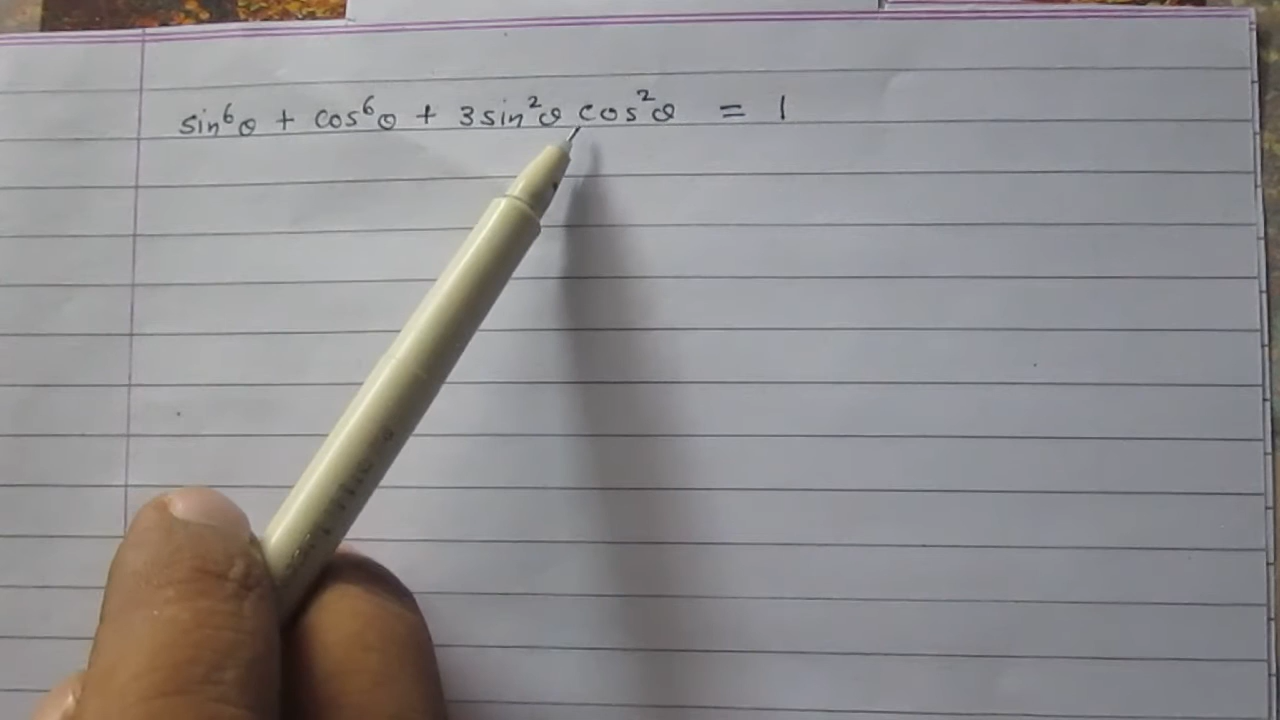 sin⁶θ + cos⁶θ + 3sin²θ cos²θ = 1